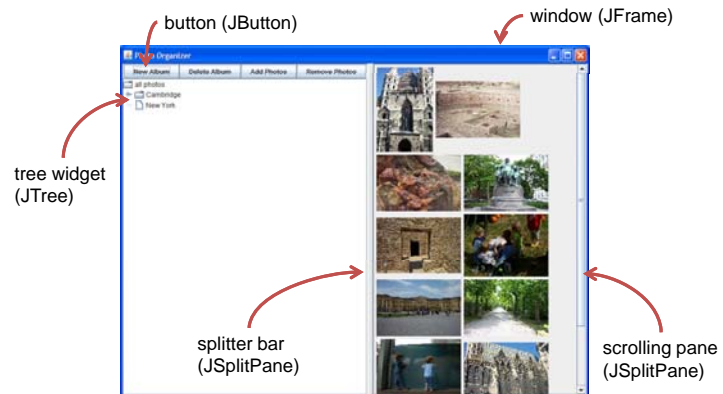 button (JButton)
window (JFrame)
Photo Organizer
New Album Delete Album Add Photos Remove Photos
all photos
Cambridge
New York
tree widget
(JTree)
splitter bar
(JSplitPane)
scrolling pane
(JSplitPane)